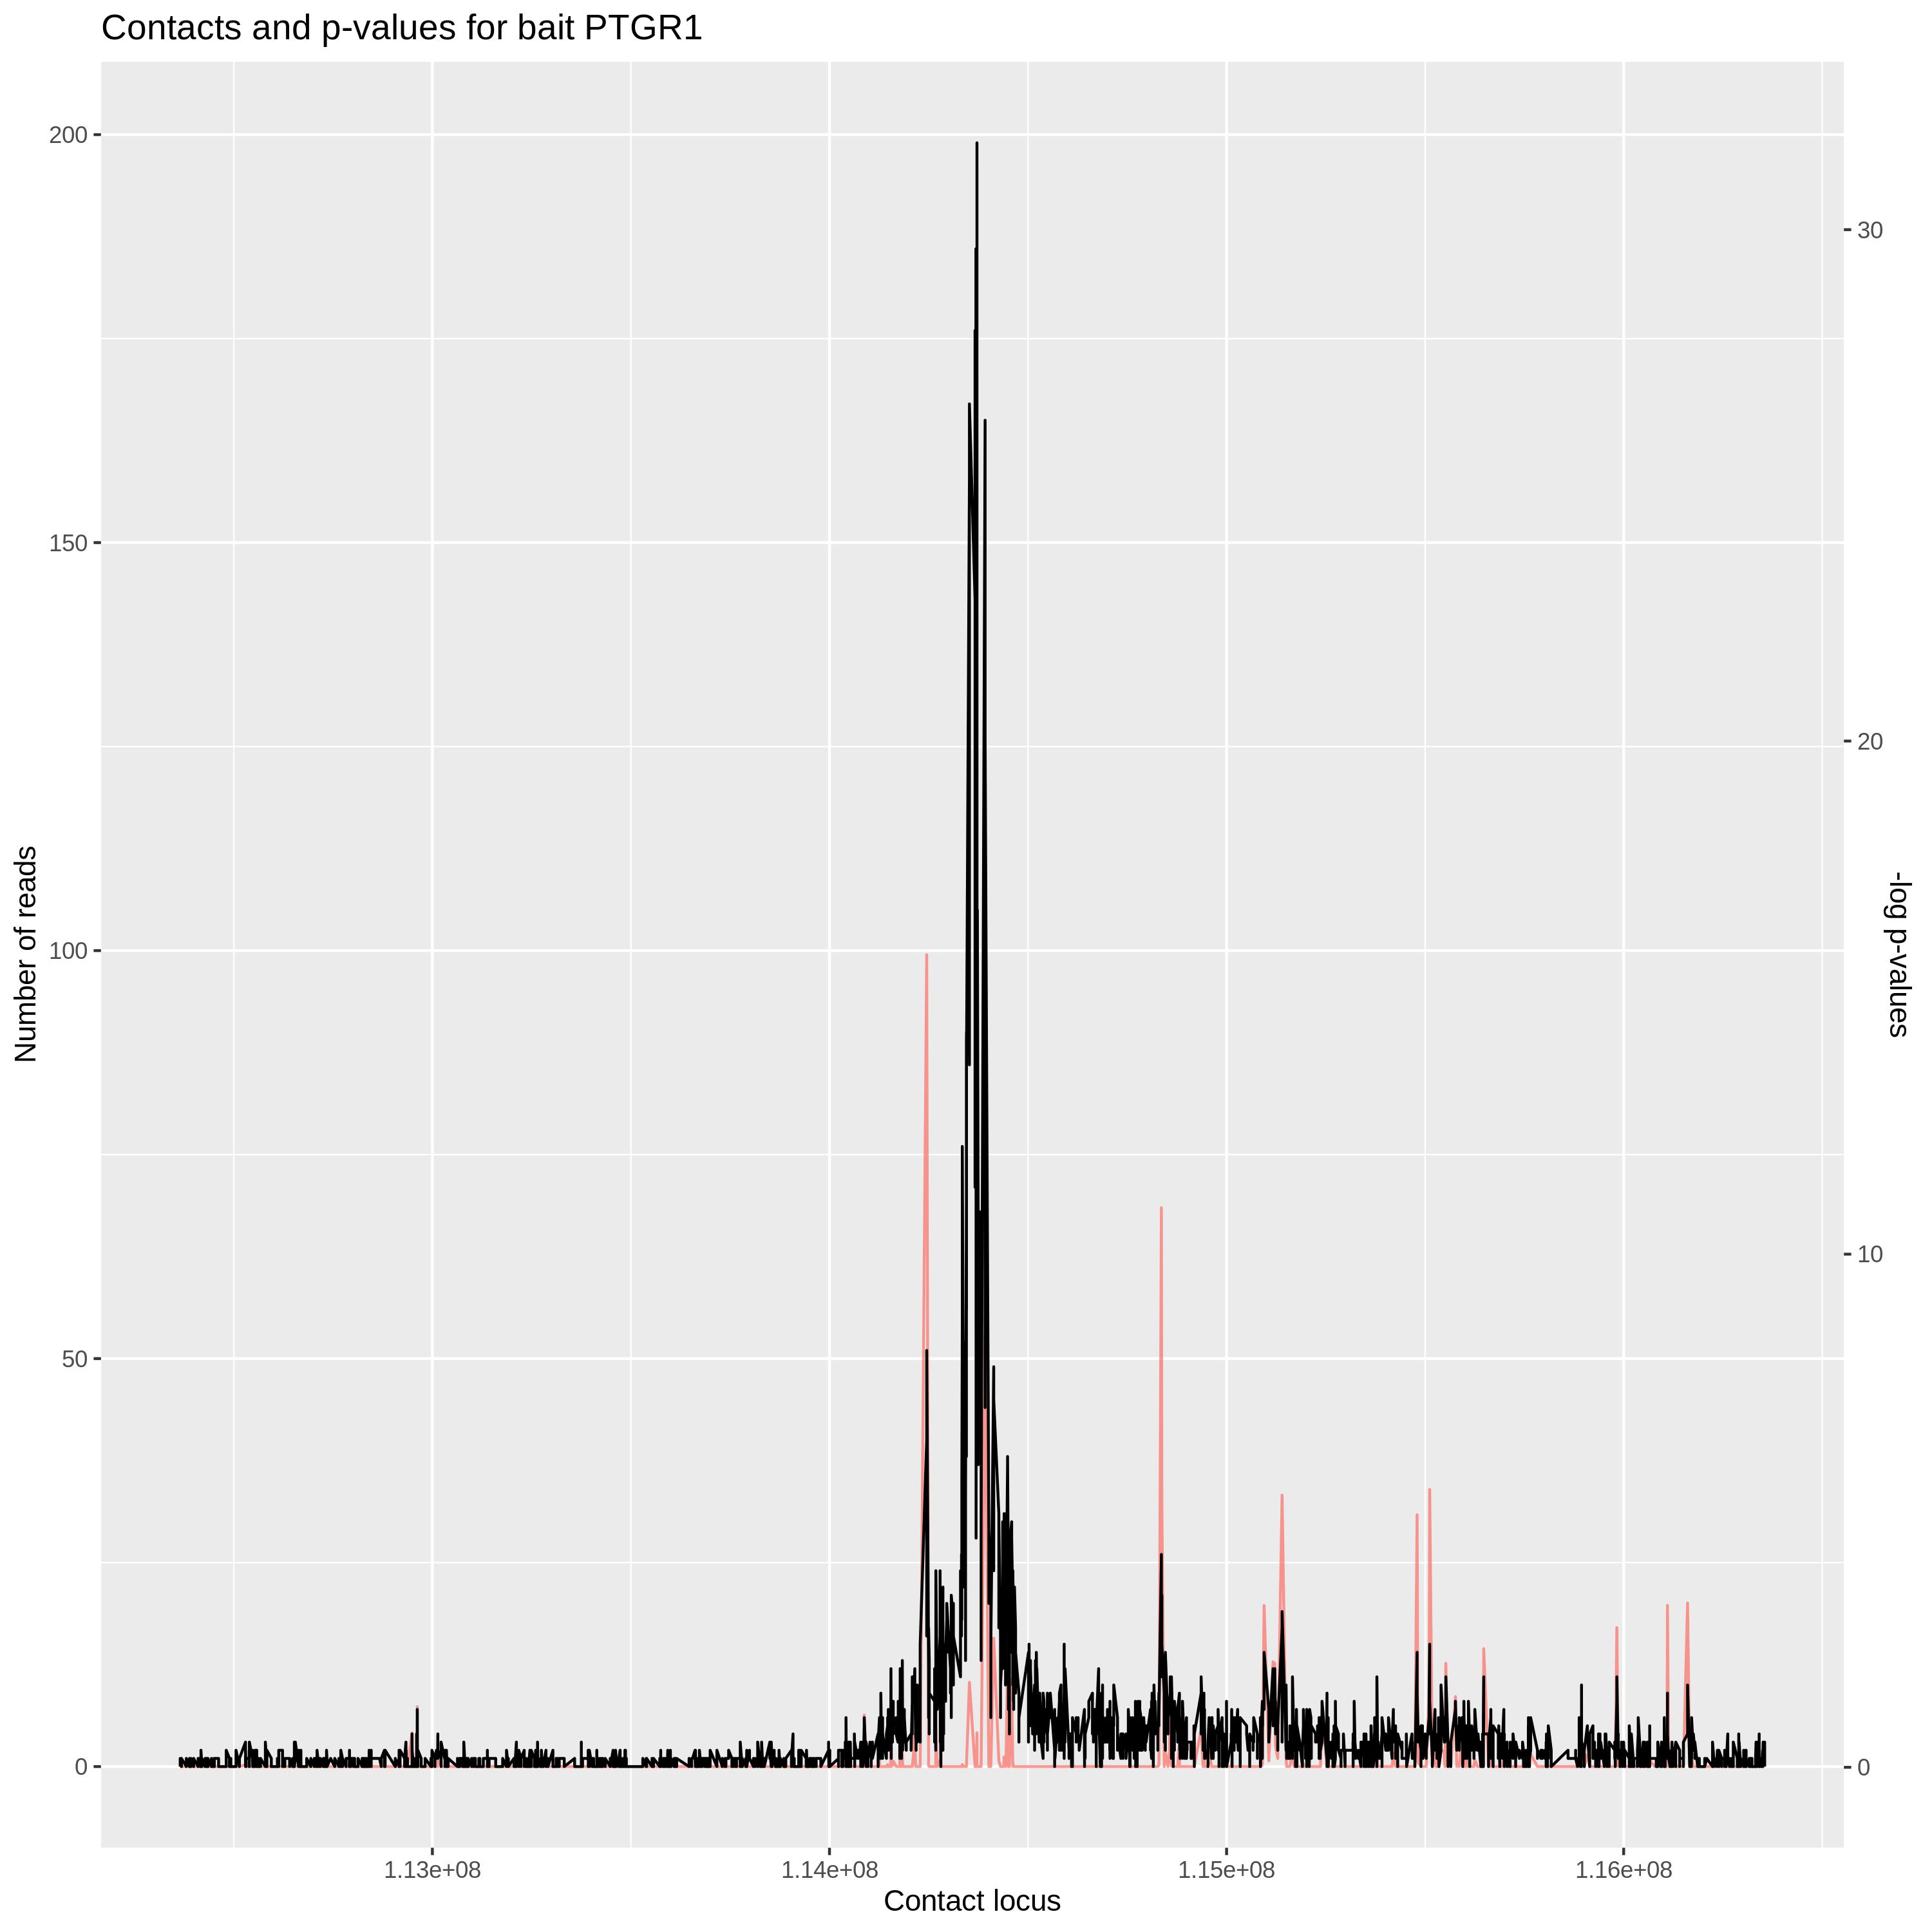 Contacts and p-values for bait PTGR1
200
150
100
50
0
Number of reads
30
20
10
0
-log p-values
1.13e+08
1.14e+08
1.15e+08
1.16e+08
Contact locus